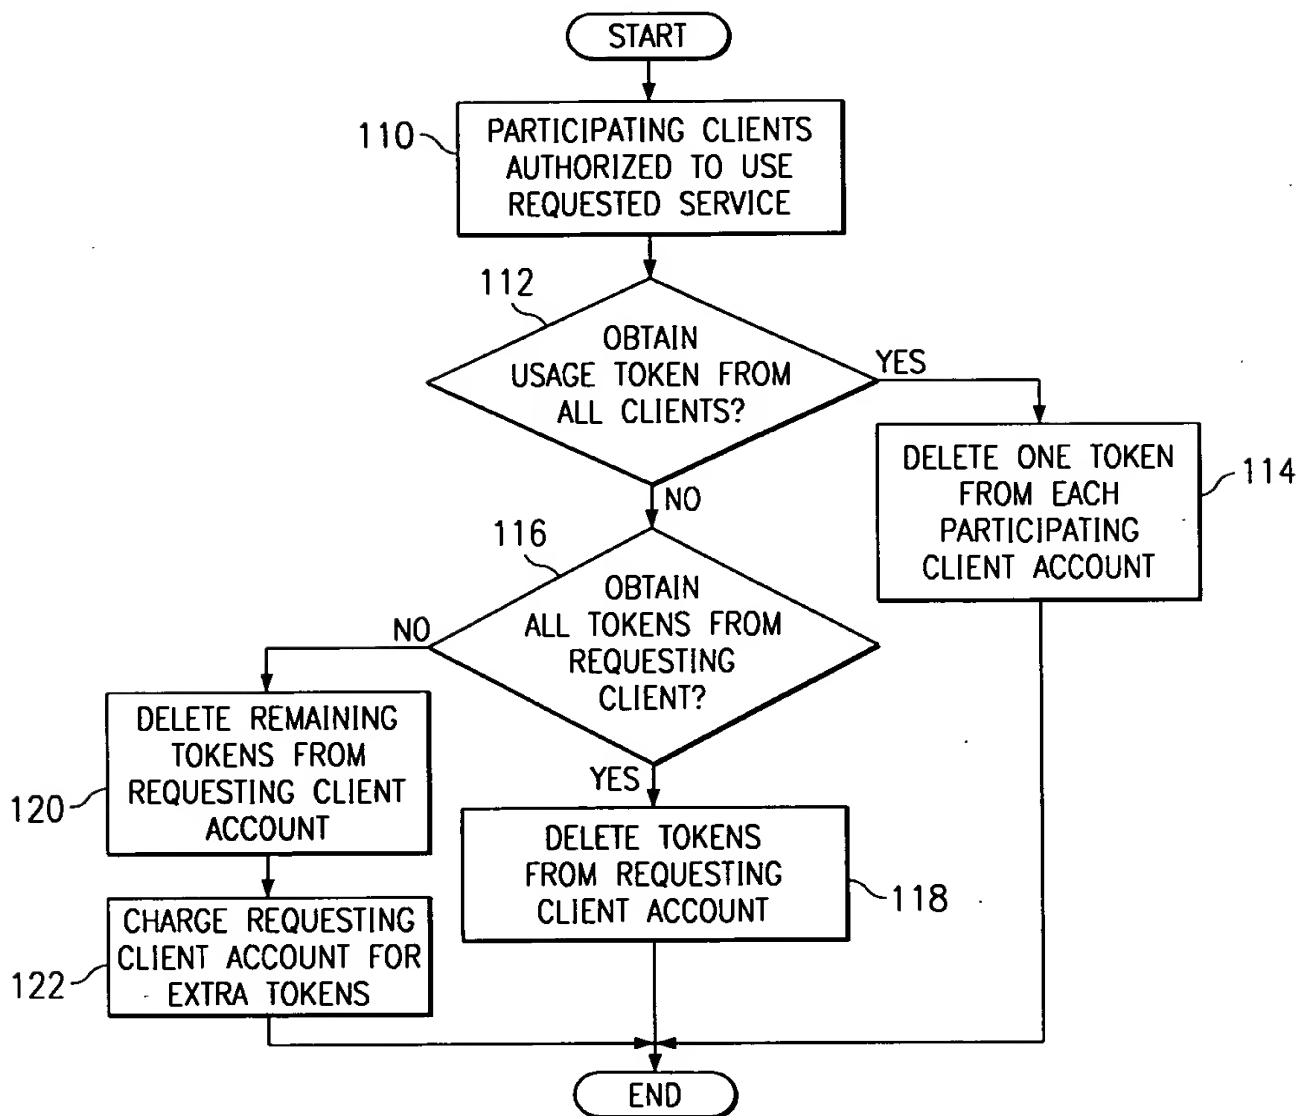 START
110
PARTICIPATING CLIENTS
AUTHORIZED TO USE
REQUESTED SERVICE
112
OBTAIN
USAGE TOKEN FROM
ALL CLIENTS?
YES
DELETE ONE TOKEN
FROM EACH
PARTICIPATING
CLIENT ACCOUNT
114
NO
116
OBTAIN
ALL TOKENS FROM
REQUESTING
CLIENT?
NO
DELETE REMAINING
TOKENS FROM
REQUESTING CLIENT
ACCOUNT
120
YES
DELETE TOKENS
FROM REQUESTING
CLIENT ACCOUNT
118
CHARGE REQUESTING
CLIENT ACCOUNT FOR
EXTRA TOKENS
122
END